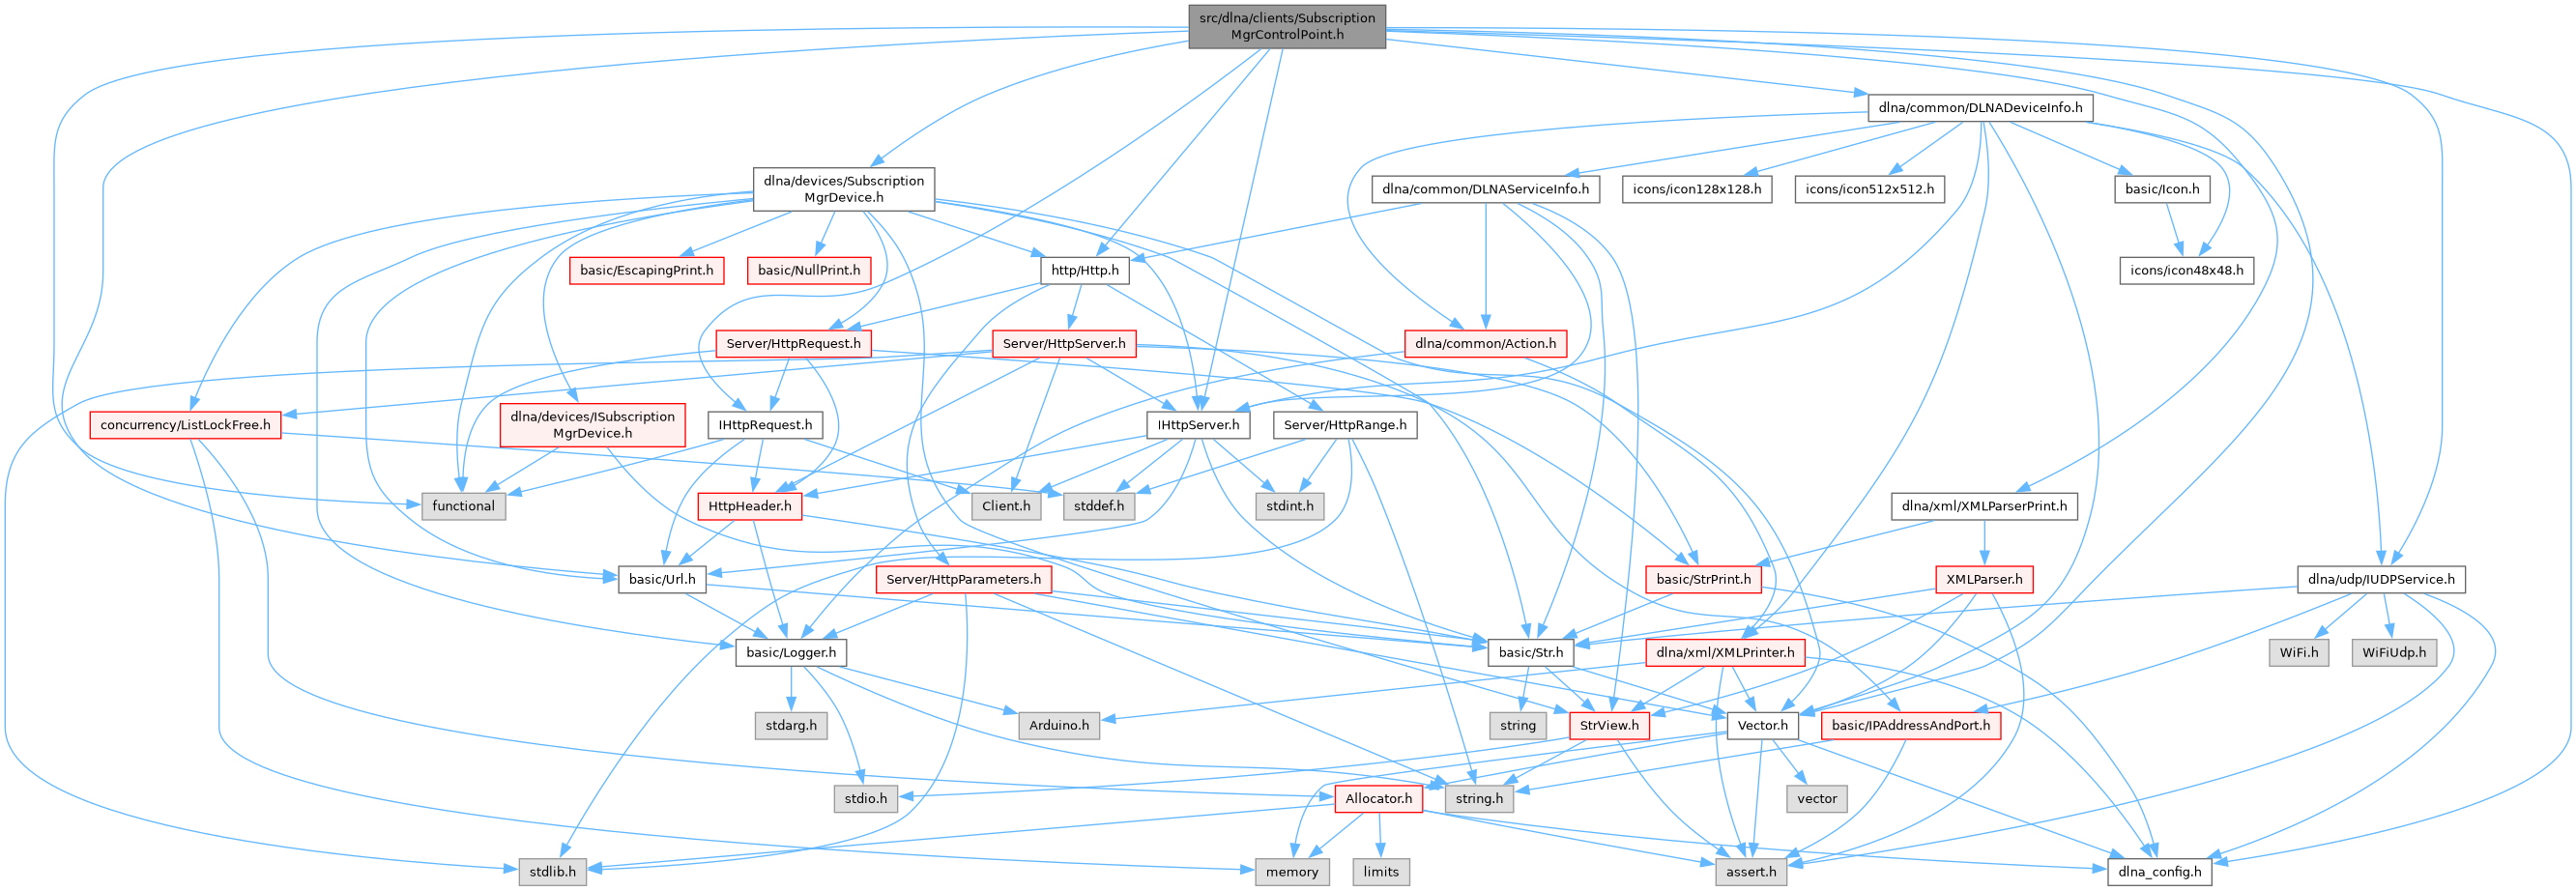 src/dlna/clients/Subscription
MgrControlPoint.h
dlna/common/DLNADeviceInfo.h
dlna/devices/Subscription
MgrDevice.h
dlna/common/DLNAServiceInfo.h
icons/icon128x128.h
icons/icon512x512.h
basic/Icon.h
basic/EscapingPrint.h
basic/NullPrint.h
http/Http.h
icons/icon48x48.h
Server/HttpRequest.h
Server/HttpServer.h
dlna/common/Action.h
concurrency/ListLockFree.h
dlna/devices/ISubscription
MgrDevice.h
IHttpRequest.h
IHttpServer.h
Server/HttpRange.h
functional
HttpHeader.h
Client.h
stddef.h
stdint.h
dlna/xml/XMLParserPrint.h
basic/Url.h
Server/HttpParameters.h
basic/StrPrint.h
XMLParser.h
dlna/udp/IUDPService.h
basic/Logger.h
basic/Str.h
dlna/xml/XMLPrinter.h
WiFi.h
WiFiUdp.h
stdarg.h
Arduino.h
string
StrView.h
Vector.h
basic/IPAddressAndPort.h
stdio.h
Allocator.h
string.h
vector
stdlib.h
memory
limits
assert.h
dlna_config.h